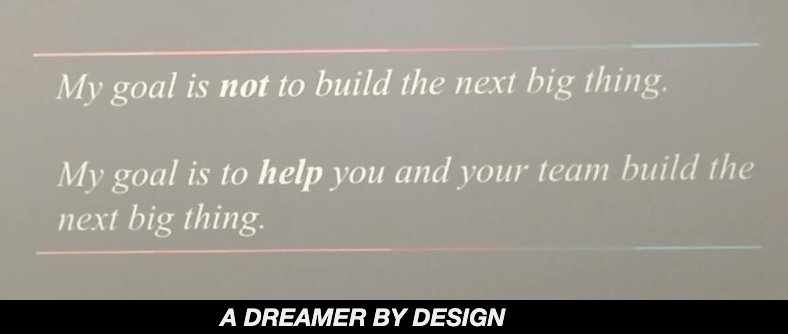 My goal is not to build the next big thing.
My goal is to help you and your team build the
next big thing.
A DREAMER BY DESIGN